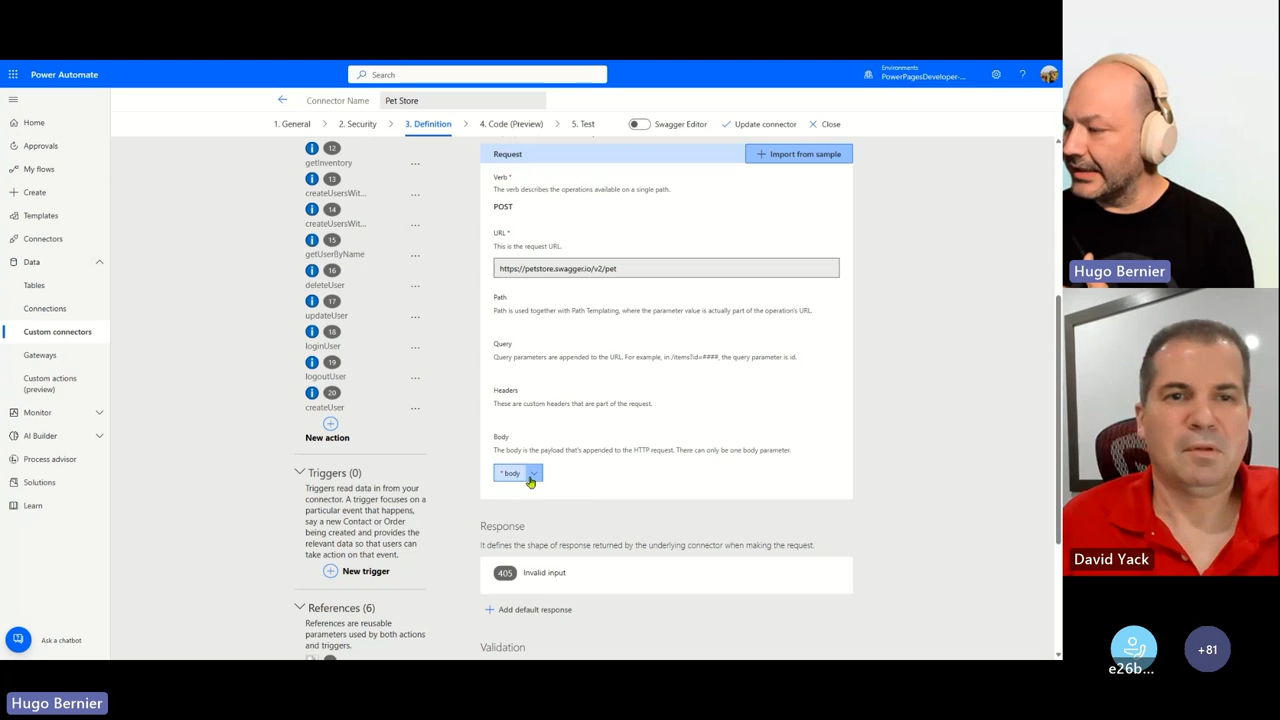 Power Automate
Search
Environments
PowerPagesDeveloper-...
?
Connector Name
Pet Store
1. General
2. Security
3. Definition
4. Code (Preview)
5. Test
Swagger Editor
Update connector
Close
Home
Approvals
My flows
Create
Templates
Connectors
Data
Tables
Connections
Custom connectors
Gateways
Custom actions
(preview)
Monitor
AI Builder
Process advisor
Solutions
Learn
Ask a chatbot
12
getInventory
...
13
createUsersWit...
...
14
createUsersWit...
...
15
getUserByName
...
16
deleteUser
...
17
updateUser
...
18
loginUser
...
19
logoutUser
...
20
createUser
...
New action
Triggers (0)
Triggers read data in from your
connector. A trigger focuses on a
particular event that happens,
say a new Contact or Order
being created and provides the
relevant data so that users can
take action on that event.
New trigger
References (6)
References are reusable
parameters used by both actions
and triggers.
Request
Import from sample
Verb *
The verb describes the operations available on a single path.
POST
URL *
This is the request URL.
https://petstore.swagger.io/v2/pet
Path
Path is used together with Path Templating, where the parameter value is actually part of the operation's URL.
Query
Query parameters are appended to the URL. For example, in /items?id=####, the query parameter is id.
Headers
These are custom headers that are part of the request.
Body
The body is the payload that's appended to the HTTP request. There can only be one body parameter.
* body
Response
It defines the shape of response returned by the underlying connector when making the request.
405
Invalid input
Add default response
Validation
Hugo Bernier
David Yack
e26b...
+81
Hugo Bernier